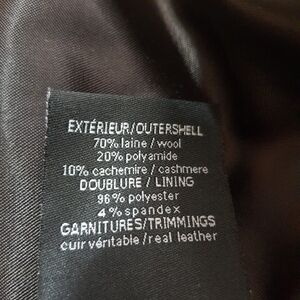 EXTÉRIEUR/OUTERSHELL
70% laine / wool
20% polyamide
10% cachemire / cashmere
DOUBLURE / LINING
96% polyester
4% spandex
GARNITURES/TRIMMINGS
cuir véritable/real leather